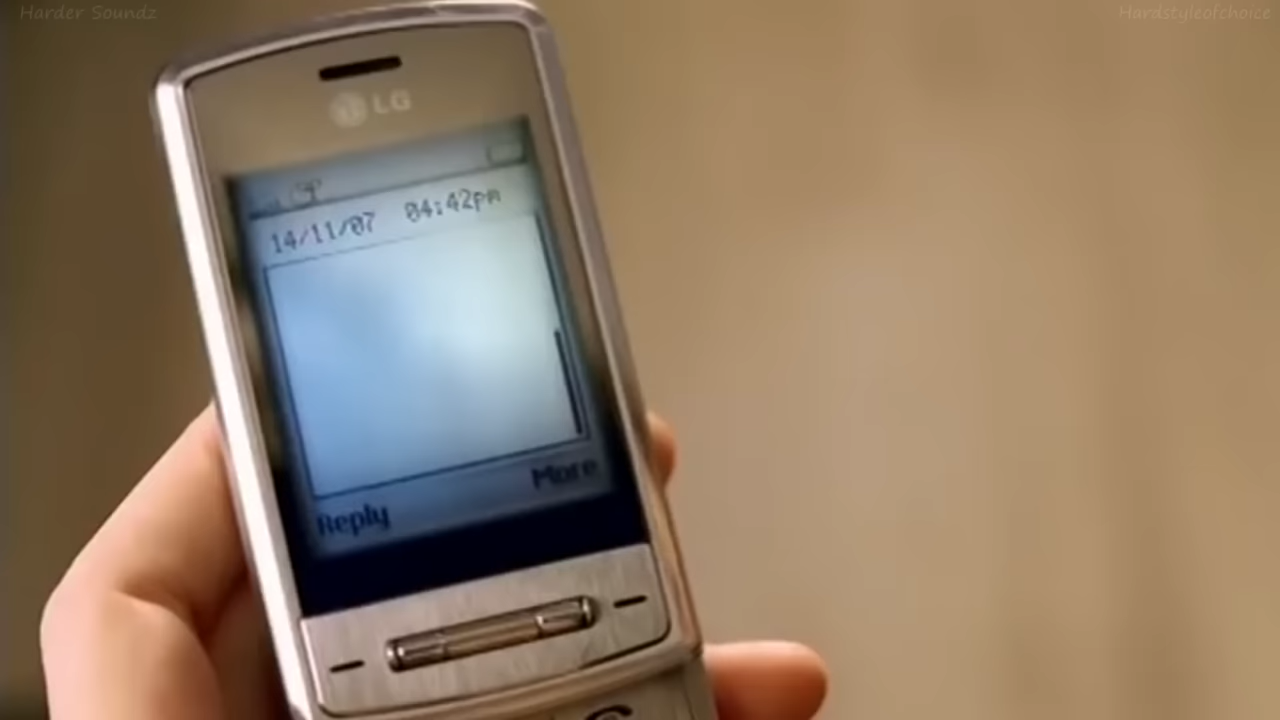 Harder Soundz
Hardstyleofchoice
LG
14/11/07 04:42pm
More
Reply